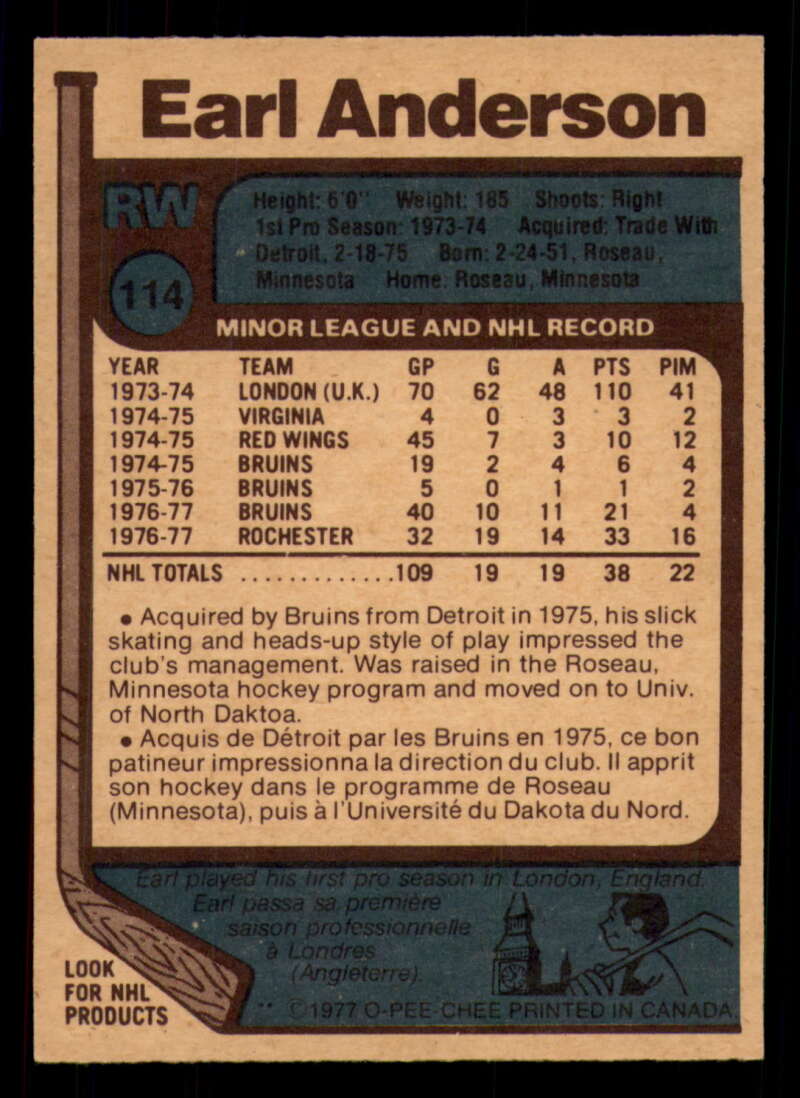 Earl Anderson
RW
Height: 6'0" Weight: 185 Shoots: Right
1st Pro Season: 1973-74 Acquired: Trade With
Detroit, 2-18-75 Born: 2-24-51, Roseau,
Minnesota Home: Roseau, Minnesota
114
MINOR LEAGUE AND NHL RECORD
YEAR TEAM GP G A PTS PIM
1973-74 LONDON (U.K.) 70 62 48 110 41
1974-75 VIRGINIA 4 0 3 3 2
1974-75 RED WINGS 45 7 3 10 12
1974-75 BRUINS 19 2 4 6 4
1975-76 BRUINS 5 0 1 1 2
1976-77 BRUINS 40 10 11 21 4
1976-77 ROCHESTER 32 19 14 33 16
NHL TOTALS .............109 19 19 38 22
• Acquired by Bruins from Detroit in 1975, his slick
skating and heads-up style of play impressed the
club's management. Was raised in the Roseau,
Minnesota hockey program and moved on to Univ.
of North Daktoa.
• Acquis de Détroit par les Bruins en 1975, ce bon
patineur impressionna la direction du club. Il apprit
son hockey dans le programme de Roseau
(Minnesota), puis à l'Université du Dakota du Nord.
Earl played his first pro season in London, England.
Earl passa sa première
saison professionnelle
à Londres
(Angleterre).
LOOK
FOR NHL
PRODUCTS
** ©1977 O-PEE-CHEE PRINTED IN CANADA.